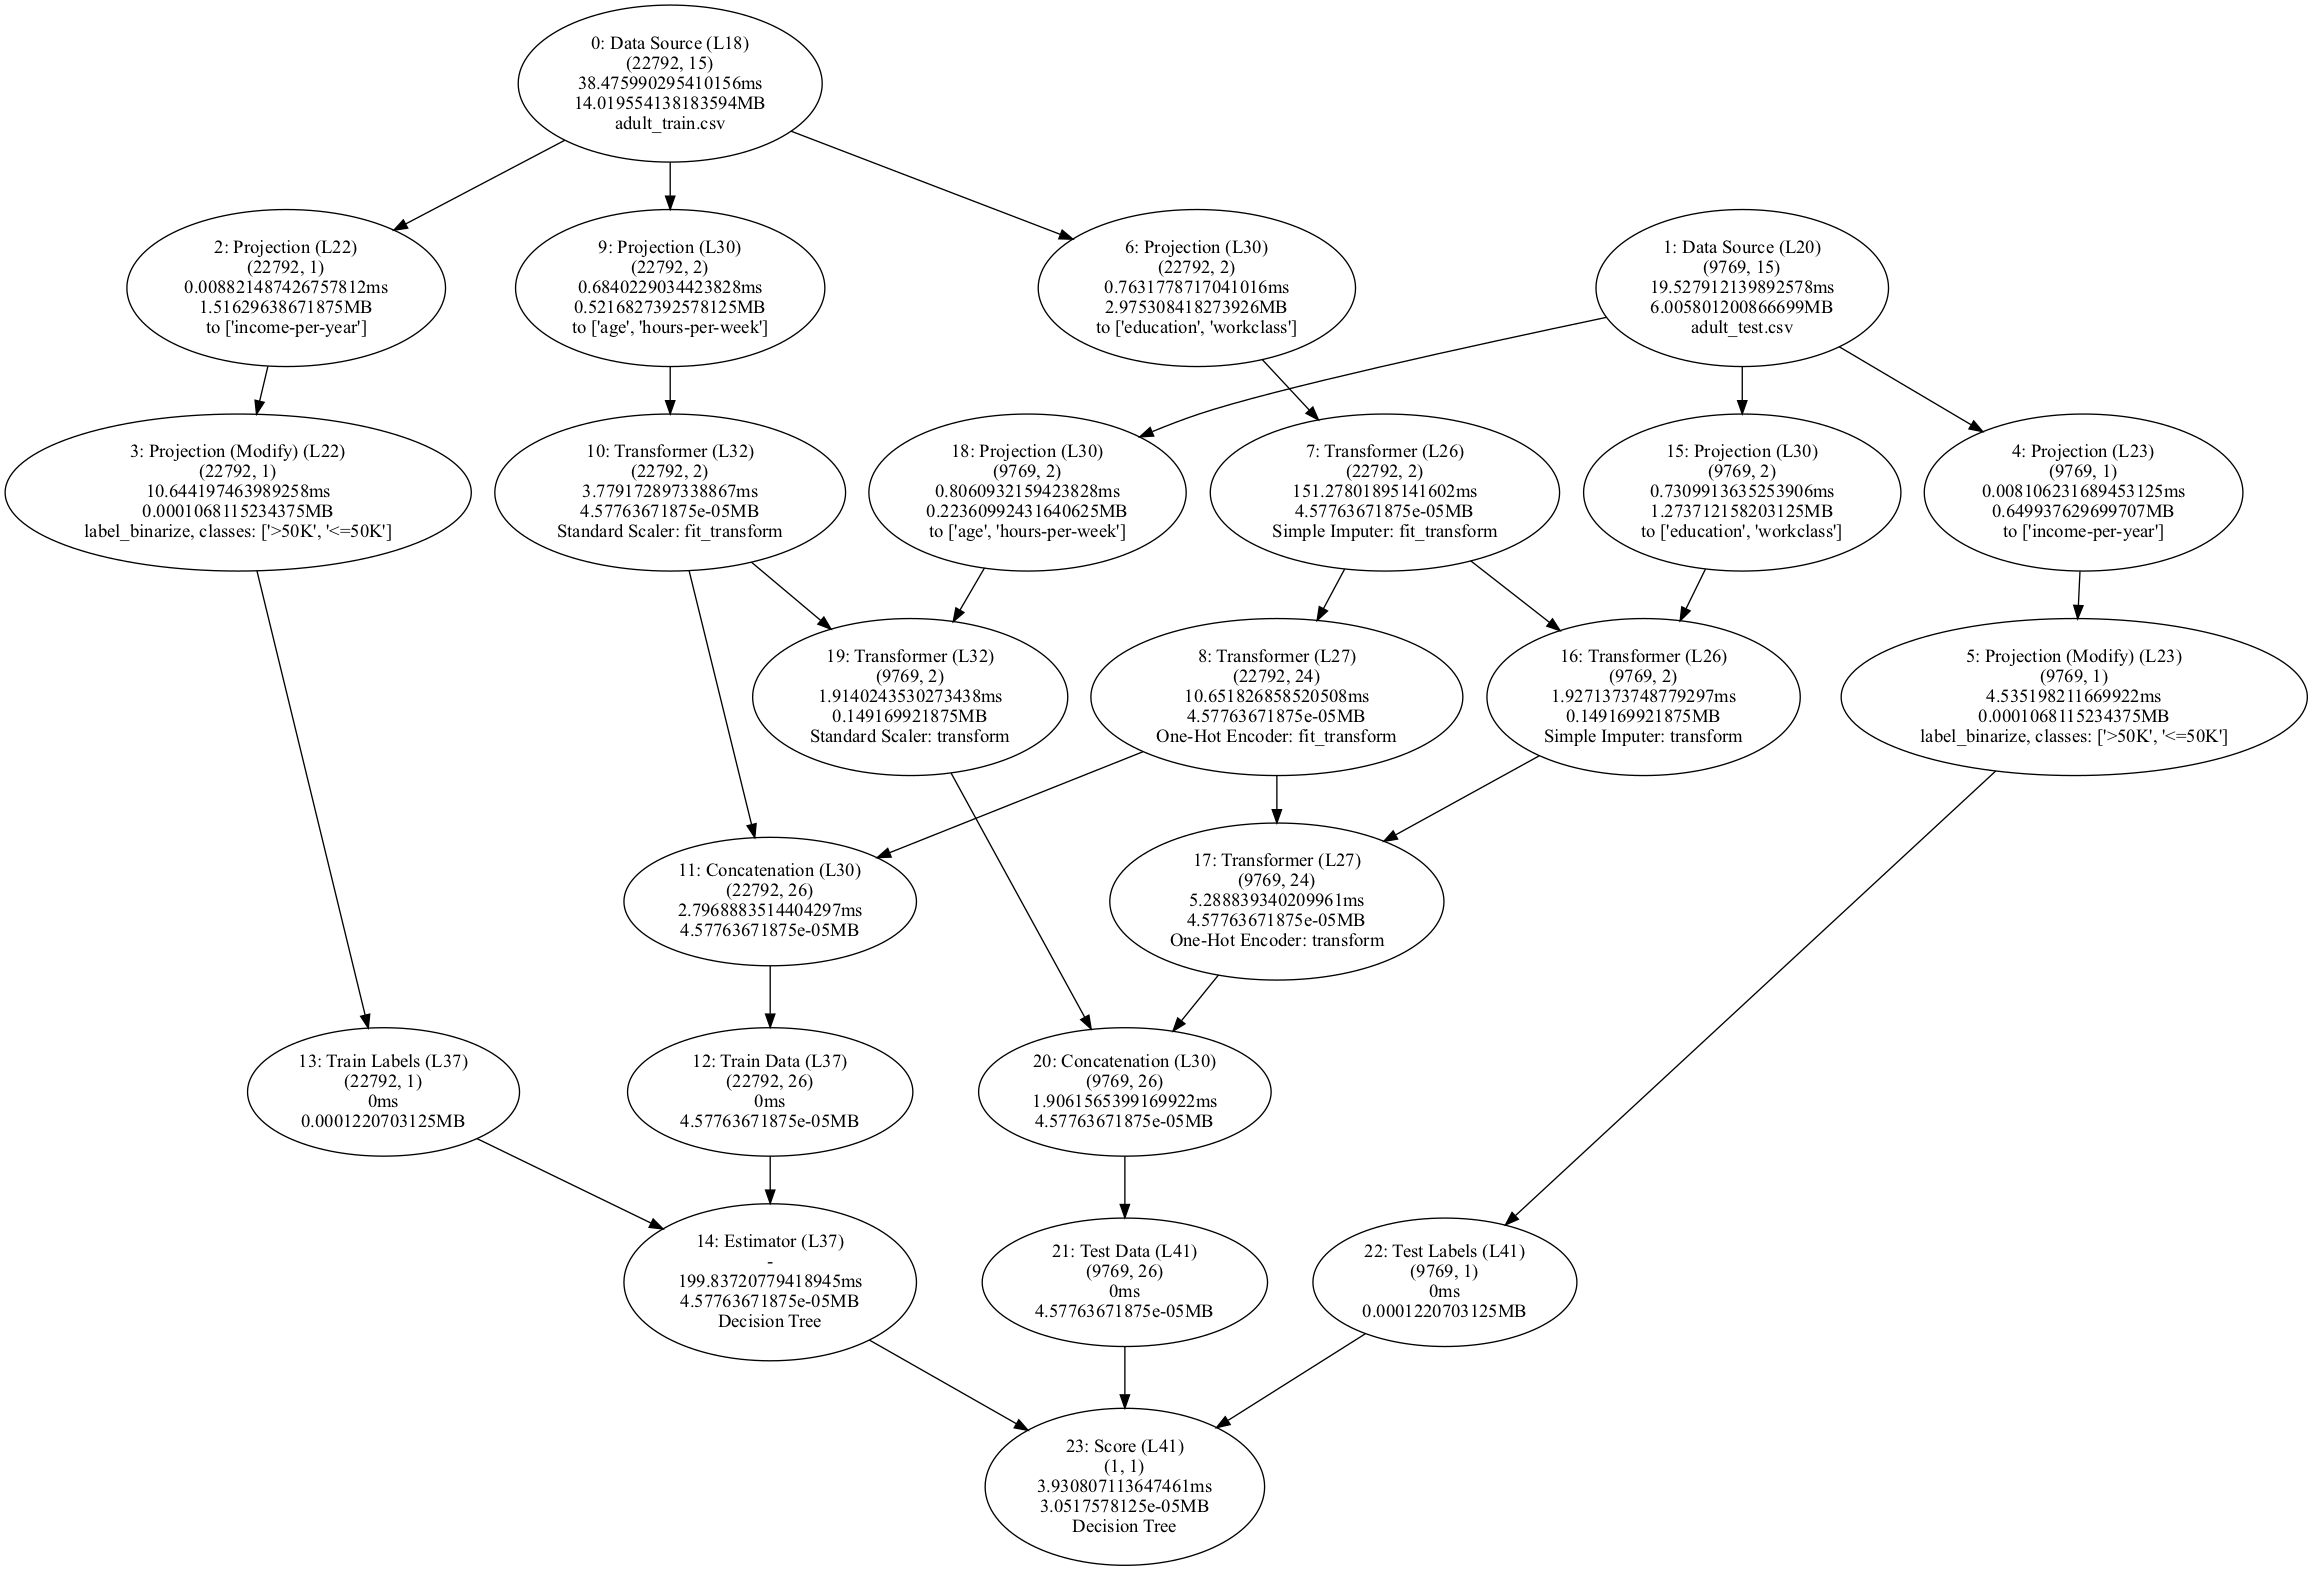 0: Data Source (L18)
(22792, 15)
38.475990295410156ms
14.019554138183594MB
adult_train.csv
2: Projection (L22)
(22792, 1)
0.008821487426757812ms
1.51629638671875MB
to ['income-per-year']
9: Projection (L30)
(22792, 2)
0.6840229034423828ms
0.5216827392578125MB
to ['age', 'hours-per-week']
6: Projection (L30)
(22792, 2)
0.7631778717041016ms
2.975308418273926MB
to ['education', 'workclass']
1: Data Source (L20)
(9769, 15)
19.527912139892578ms
6.005801200866699MB
adult_test.csv
3: Projection (Modify) (L22)
(22792, 1)
10.644197463989258ms
0.0001068115234375MB
label_binarize, classes: ['>50K', '<=50K']
10: Transformer (L32)
(22792, 2)
3.779172897338867ms
4.57763671875e-05MB
Standard Scaler: fit_transform
18: Projection (L30)
(9769, 2)
0.8060932159423828ms
0.22360992431640625MB
to ['age', 'hours-per-week']
7: Transformer (L26)
(22792, 2)
151.27801895141602ms
4.57763671875e-05MB
Simple Imputer: fit_transform
15: Projection (L30)
(9769, 2)
0.7309913635253906ms
1.273712158203125MB
to ['education', 'workclass']
4: Projection (L23)
(9769, 1)
0.008106231689453125ms
0.649937629699707MB
to ['income-per-year']
19: Transformer (L32)
(9769, 2)
1.9140243530273438ms
0.149169921875MB
Standard Scaler: transform
8: Transformer (L27)
(22792, 24)
10.651826858520508ms
4.57763671875e-05MB
One-Hot Encoder: fit_transform
16: Transformer (L26)
(9769, 2)
1.9271373748779297ms
0.149169921875MB
Simple Imputer: transform
5: Projection (Modify) (L23)
(9769, 1)
4.535198211669922ms
0.0001068115234375MB
label_binarize, classes: ['>50K', '<=50K']
11: Concatenation (L30)
(22792, 26)
2.7968883514404297ms
4.57763671875e-05MB
17: Transformer (L27)
(9769, 24)
5.288839340209961ms
4.57763671875e-05MB
One-Hot Encoder: transform
13: Train Labels (L37)
(22792, 1)
0ms
0.0001220703125MB
12: Train Data (L37)
(22792, 26)
0ms
4.57763671875e-05MB
20: Concatenation (L30)
(9769, 26)
1.9061565399169922ms
4.57763671875e-05MB
14: Estimator (L37)
-
199.83720779418945ms
4.57763671875e-05MB
Decision Tree
21: Test Data (L41)
(9769, 26)
0ms
4.57763671875e-05MB
22: Test Labels (L41)
(9769, 1)
0ms
0.0001220703125MB
23: Score (L41)
(1, 1)
3.930807113647461ms
3.0517578125e-05MB
Decision Tree